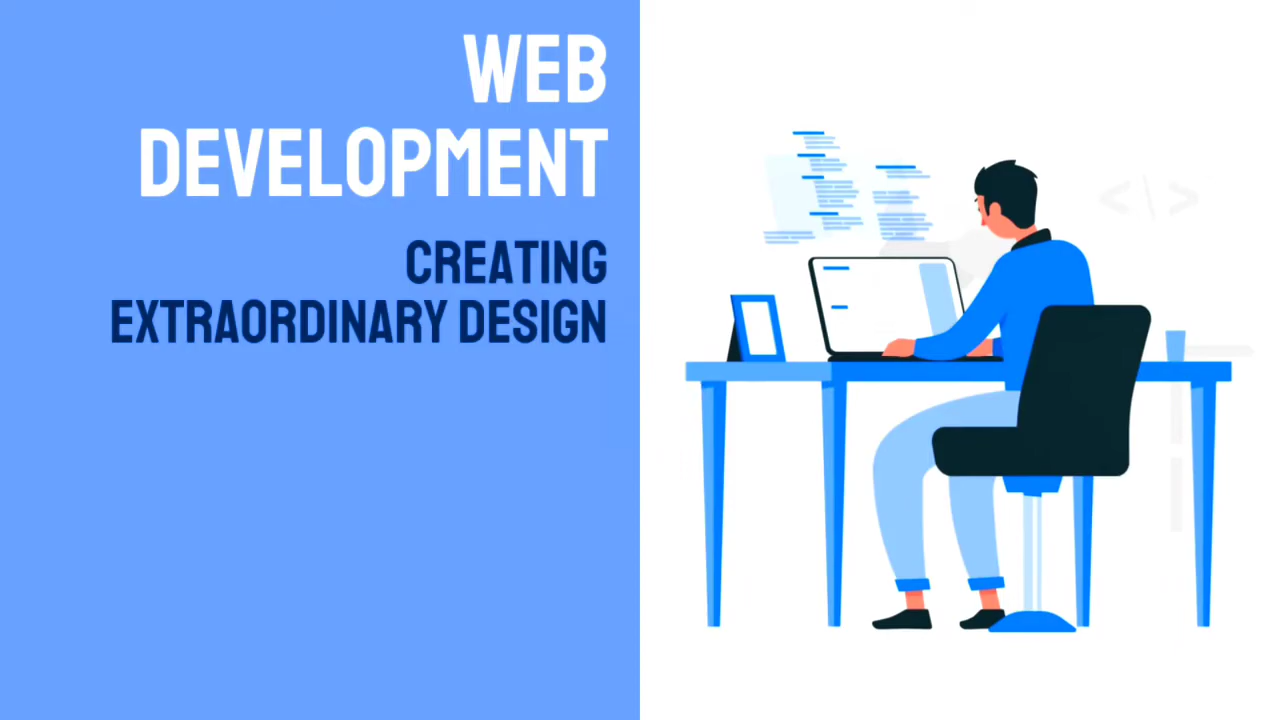 WEB
DEVELOPMENT
CREATING
EXTRAORDINARY DESIGN
<\>